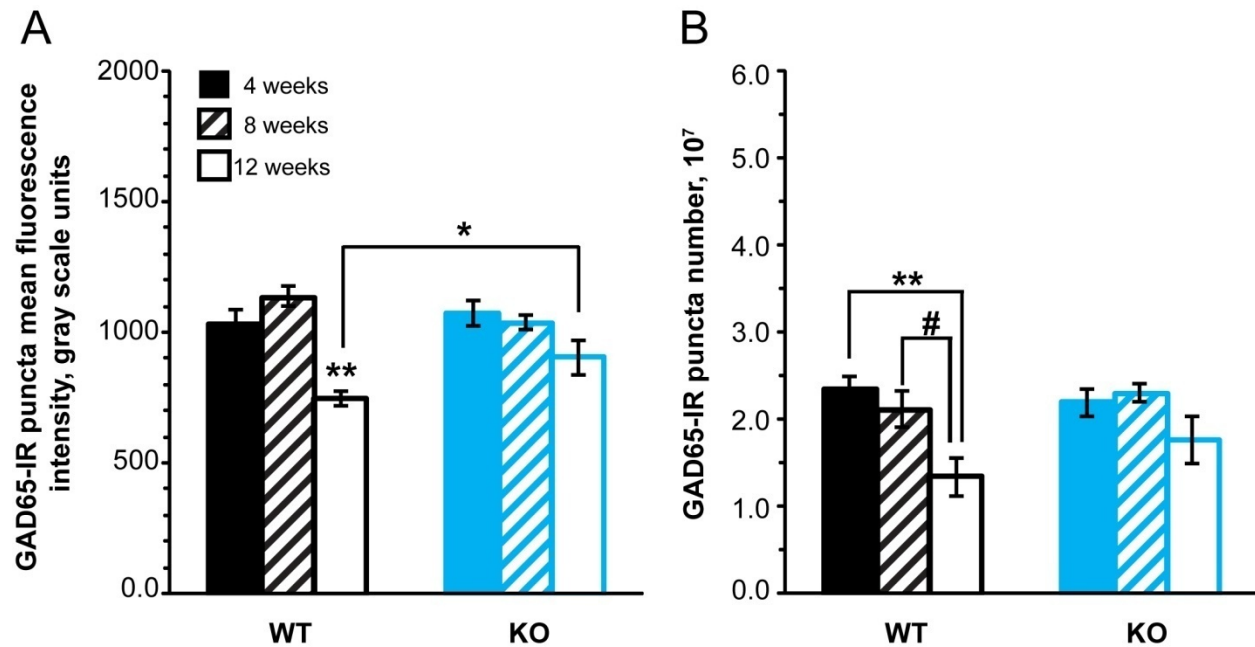 A
GAD65-IR puncta mean fluorescence
intensity, gray scale units
2000
1500
1000
500
0.0
4 weeks
8 weeks
12 weeks
*
**
WT
KO
B
GAD65-IR puncta number, 10⁷
6.0
5.0
4.0
3.0
2.0
1.0
0.0
**
#
WT
KO